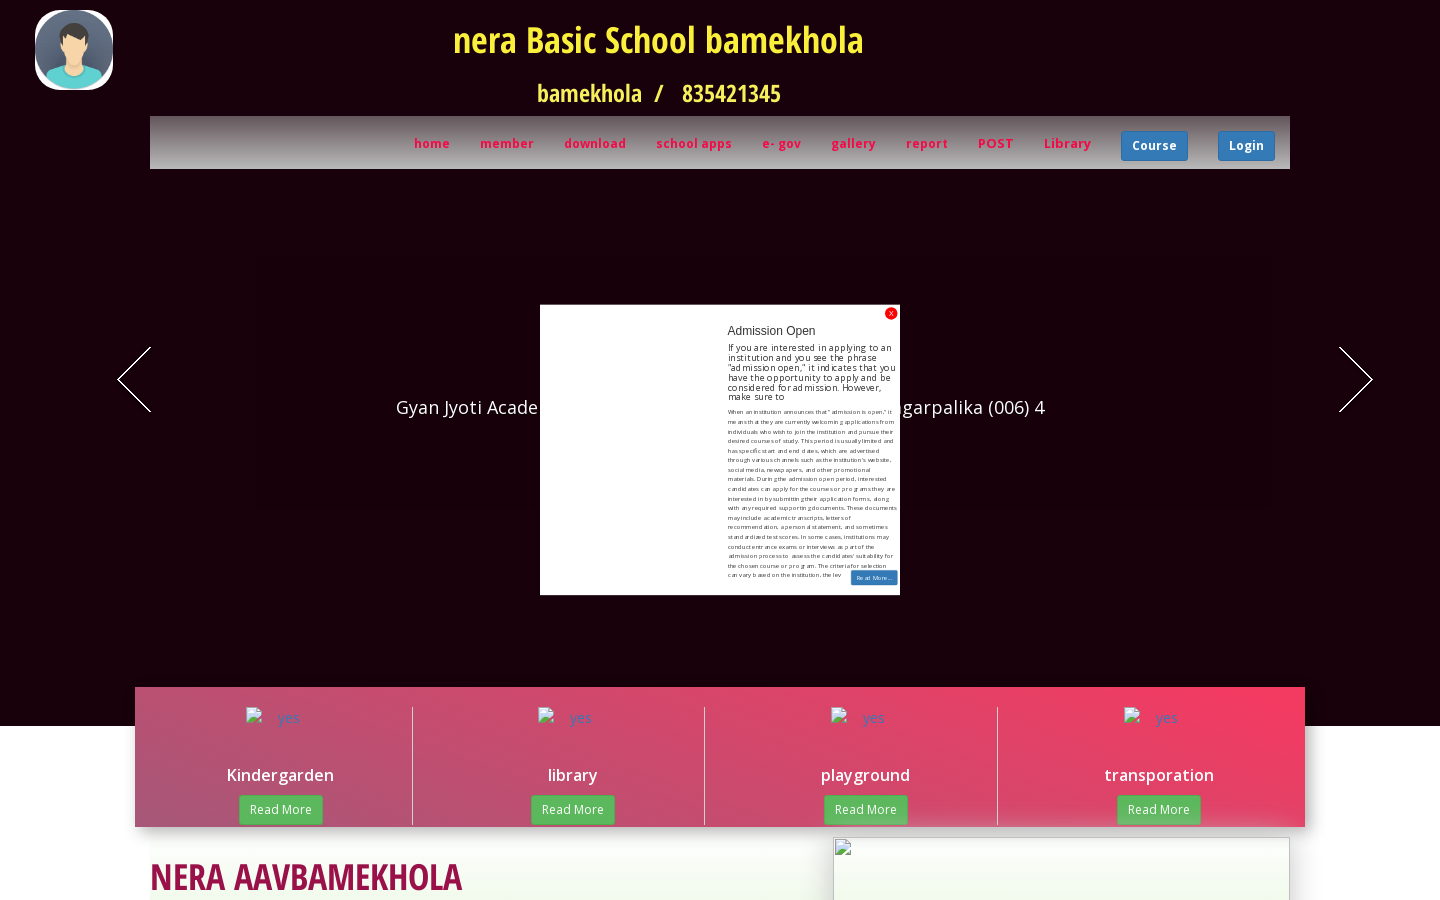 nera Basic School bamekhola
bamekhola / 835421345
home member download school apps e- gov gallery report POST Library Course Login
X
Admission Open
If you are interested in applying to an
institution and you see the phrase
"admission open," it indicates that you
have the opportunity to apply and be
considered for admission. However,
make sure to
When an institution announces that "admission is open," it
means that they are currently welcoming applications from
individuals who wish to join the institution and pursue their
desired courses of study. This period is usually limited and
has specific start and end dates, which are advertised
through various channels such as the institution's website,
social media, newspapers, and other promotional
materials. During the admission open period, interested
candidates can apply for the courses or programs they are
interested in by submitting their application forms, along
with any required supporting documents. These documents
may include academic transcripts, letters of
recommendation, a personal statement, and sometimes
standardized test scores. In some cases, institutions may
conduct entrance exams or interviews as part of the
admission process to assess the candidates' suitability for
the chosen course or program. The criteria for selection
can vary based on the institution, the lev
Read More...
Gyan Jyoti Acade
garpalika (006) 4
yes yes yes yes
Kindergarden library playground transporation
Read More Read More Read More Read More
NERA AAVBAMEKHOLA